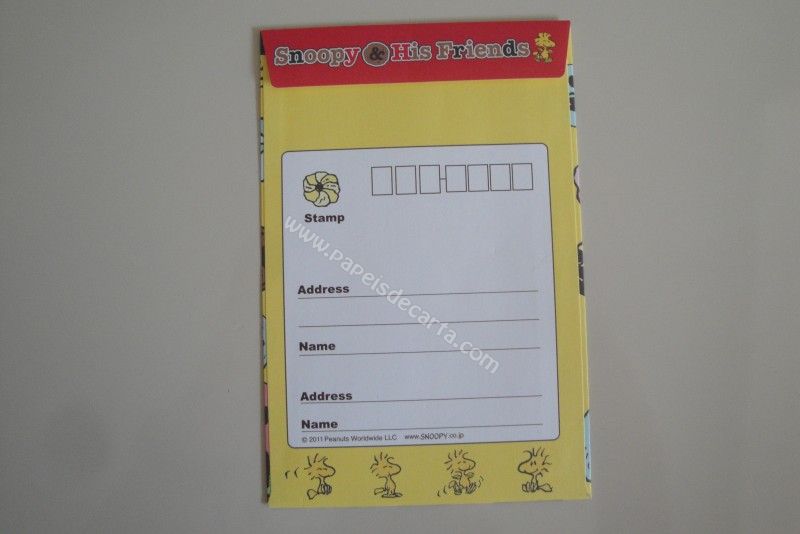 Snoopy & His Friends
Stamp
www.papeisdecarta.com
Address
Name
Address
Name
© 2011 Peanuts Worldwide LLC www.SNOOPY.co.jp